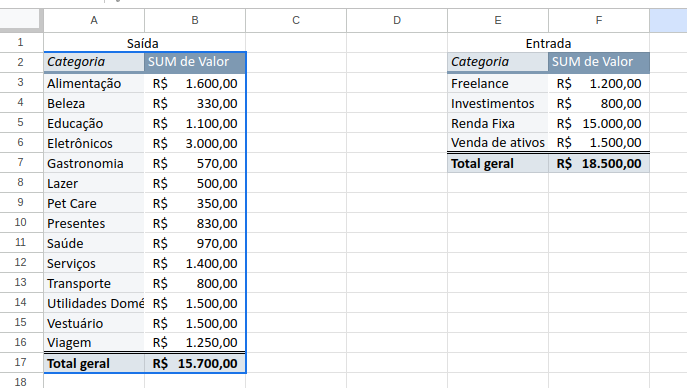 A B C D E F
1 Saída Entrada
2 Categoria SUM de Valor Categoria SUM de Valor
3 Alimentação R$ 1.600,00 Freelance R$ 1.200,00
4 Beleza R$ 330,00 Investimentos R$ 800,00
5 Educação R$ 1.100,00 Renda Fixa R$ 15.000,00
6 Eletrônicos R$ 3.000,00 Venda de ativos R$ 1.500,00
7 Gastronomia R$ 570,00 Total geral R$ 18.500,00
8 Lazer R$ 500,00
9 Pet Care R$ 350,00
10 Presentes R$ 830,00
11 Saúde R$ 970,00
12 Serviços R$ 1.400,00
13 Transporte R$ 800,00
14 Utilidades Domé R$ 1.500,00
15 Vestuário R$ 1.500,00
16 Viagem R$ 1.250,00
17 Total geral R$ 15.700,00
18